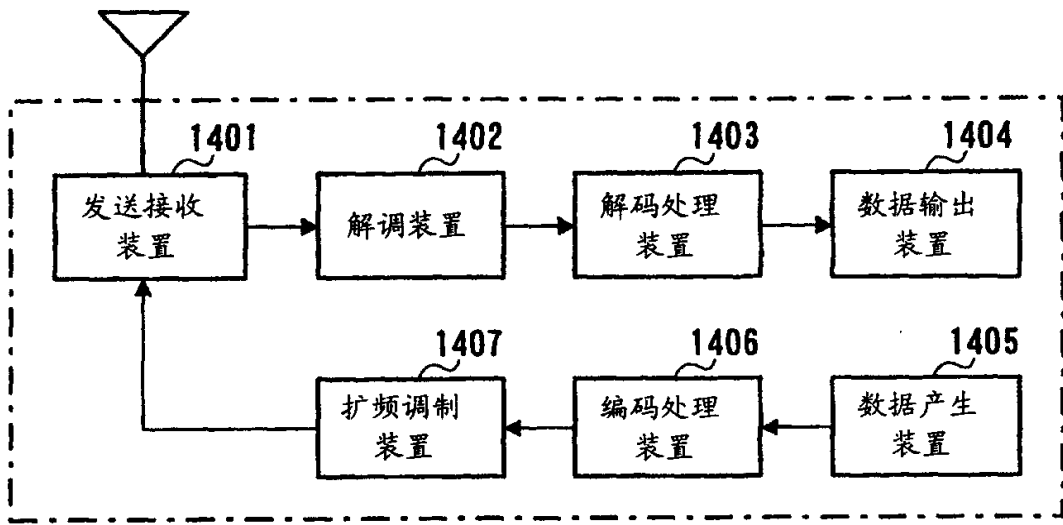 1401
1402
1403
1404
发送接收
装置
解调装置
解码处理
装置
数据输出
装置
1407
1406
1405
扩频调制
装置
编码处理
装置
数据产生
装置